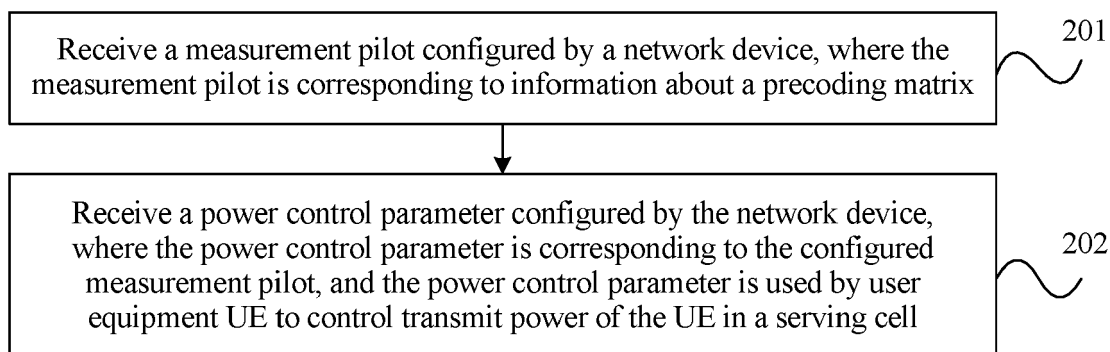 201
Receive a measurement pilot configured by a network device, where the
measurement pilot is corresponding to information about a precoding matrix
202
Receive a power control parameter configured by the network device,
where the power control parameter is corresponding to the configured
measurement pilot, and the power control parameter is used by user
equipment UE to control transmit power of the UE in a serving cell